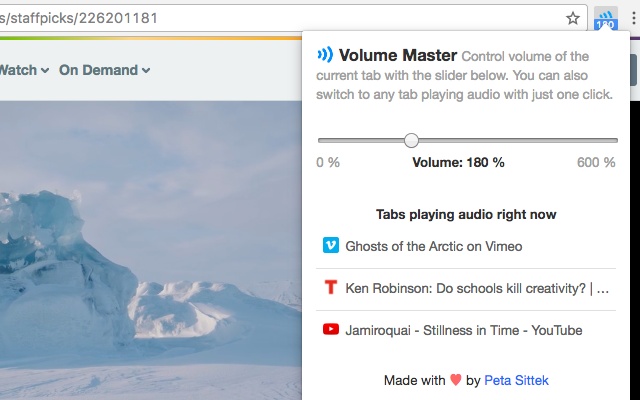 s/staffpicks/226201181
180
Watch
On Demand
Volume Master Control volume of the
current tab with the slider below. You can also
switch to any tab playing audio with just one click.
0 %
Volume: 180 %
600 %
Tabs playing audio right now
Ghosts of the Arctic on Vimeo
Ken Robinson: Do schools kill creativity? | ...
Jamiroquai - Stillness in Time - YouTube
Made with ♥ by Peta Sittek